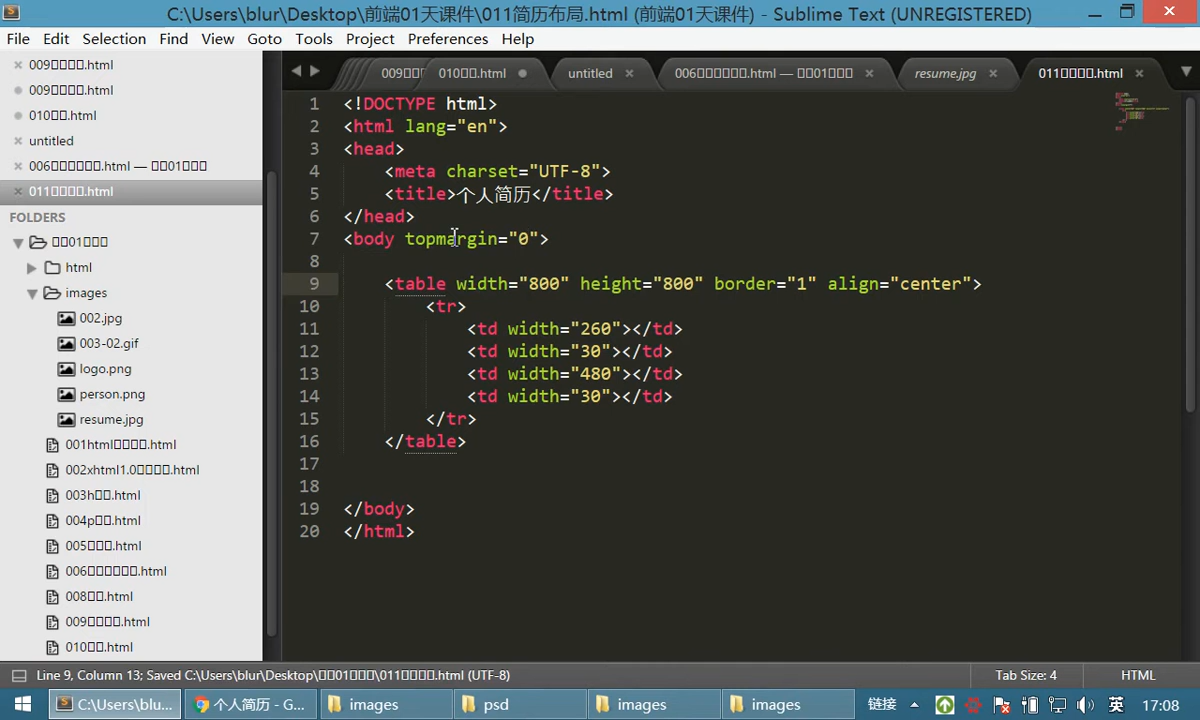 C:\Users\blur\Desktop\前端01天课件\011简历布局.html (前端01天课件) - Sublime Text (UNREGISTERED)
File Edit Selection Find View Goto Tools Project Preferences Help
009□□ 010□□.html untitled 006□□□□□□.html — □□01□□□ resume.jpg 011□□□□.html
009□□□□.html
009□□□□.html
010□□.html
untitled
006□□□□□□.html — □□01□□□
011□□□□.html
FOLDERS
□□01□□□
html
images
002.jpg
003-02.gif
logo.png
person.png
resume.jpg
001html□□□□.html
002xhtml1.0□□□□.html
003h□□.html
004p□□.html
005□□□.html
006□□□□□□.html
008□□.html
009□□□□.html
010□□.html
1 <!DOCTYPE html>
2 <html lang="en">
3 <head>
4 <meta charset="UTF-8">
5 <title>个人简历</title>
6 </head>
7 <body topmargin="0">
8
9 <table width="800" height="800" border="1" align="center">
10 <tr>
11 <td width="260"></td>
12 <td width="30"></td>
13 <td width="480"></td>
14 <td width="30"></td>
15 </tr>
16 </table>
17
18
19 </body>
20 </html>
Line 9, Column 13; Saved C:\Users\blur\Desktop\□□01□□□\011□□□□.html (UTF-8) Tab Size: 4 HTML
C:\Users\blu... 个人简历 - G... images psd images images 链接 英 17:08